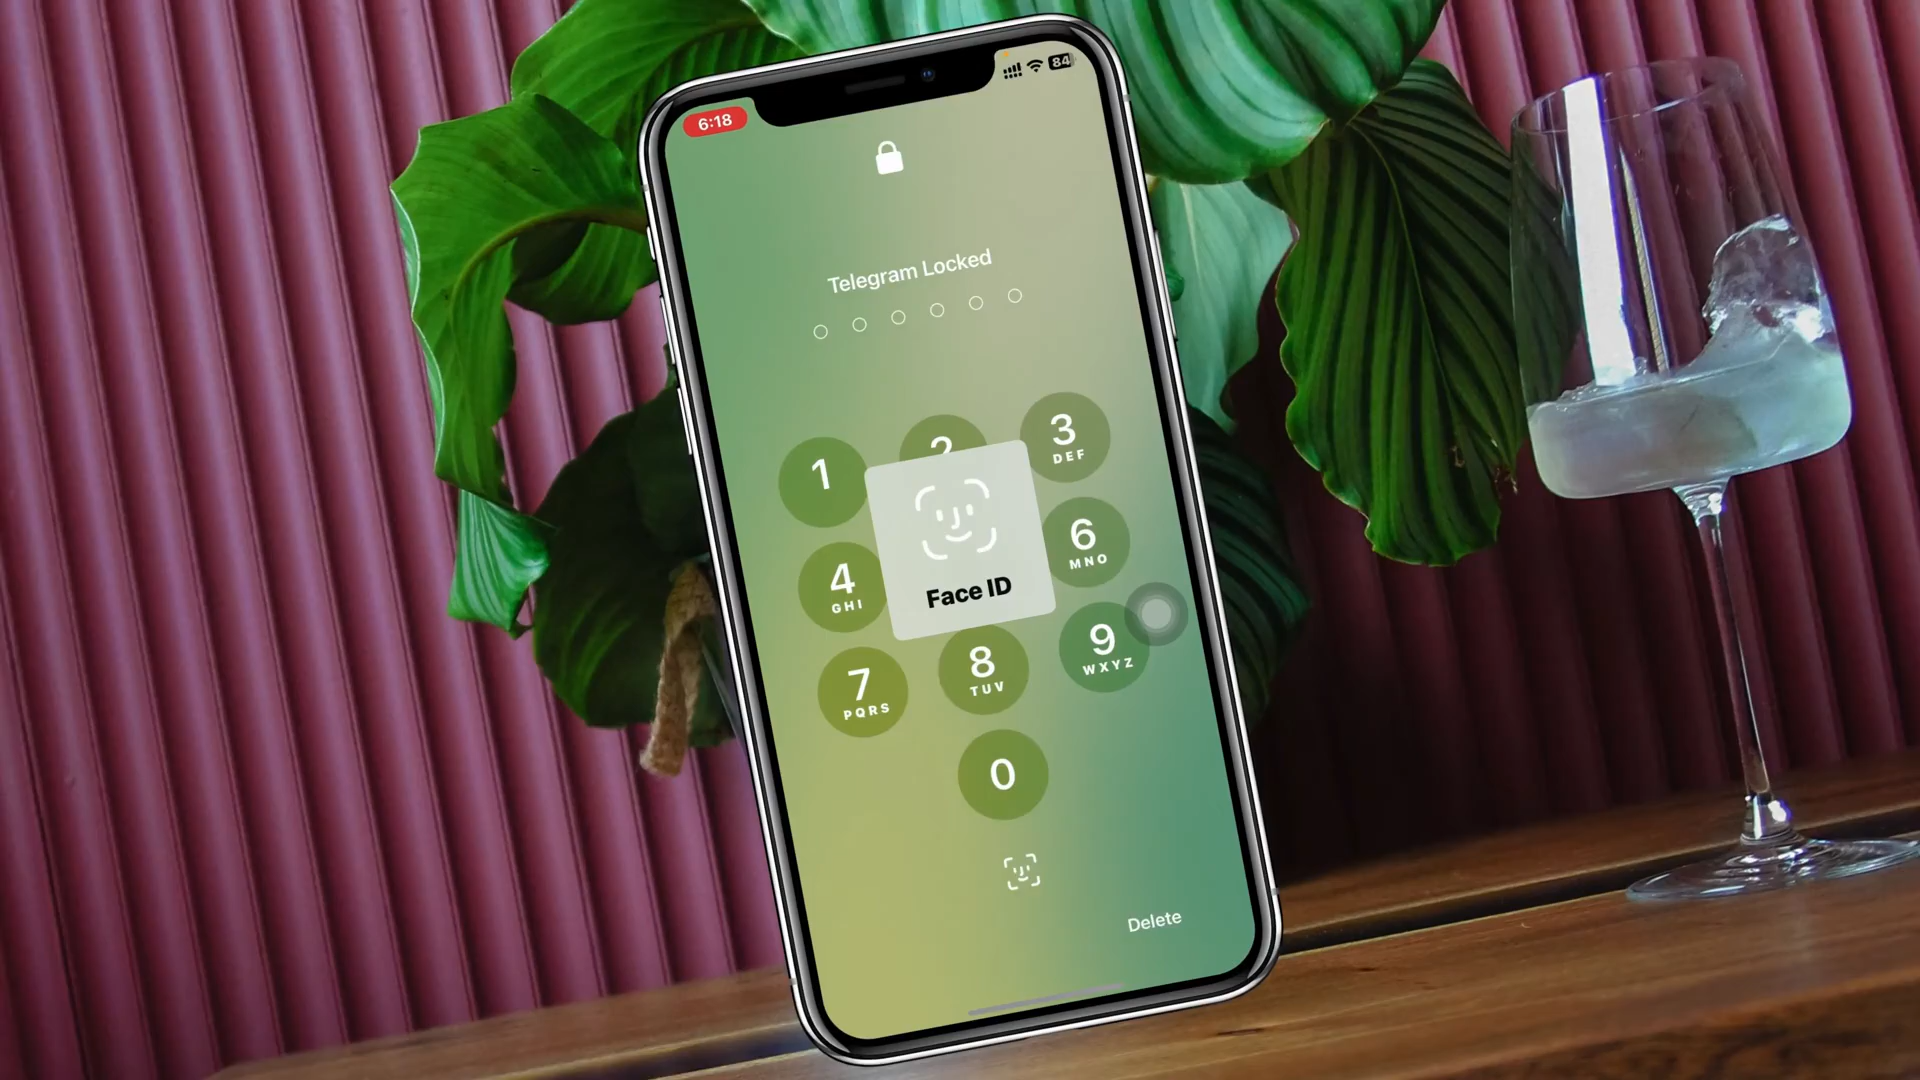 6:18
84
Telegram Locked
1
2
3
DEF
4
GHI
6
MNO
Face ID
7
PQRS
8
TUV
9
WXYZ
0
Delete